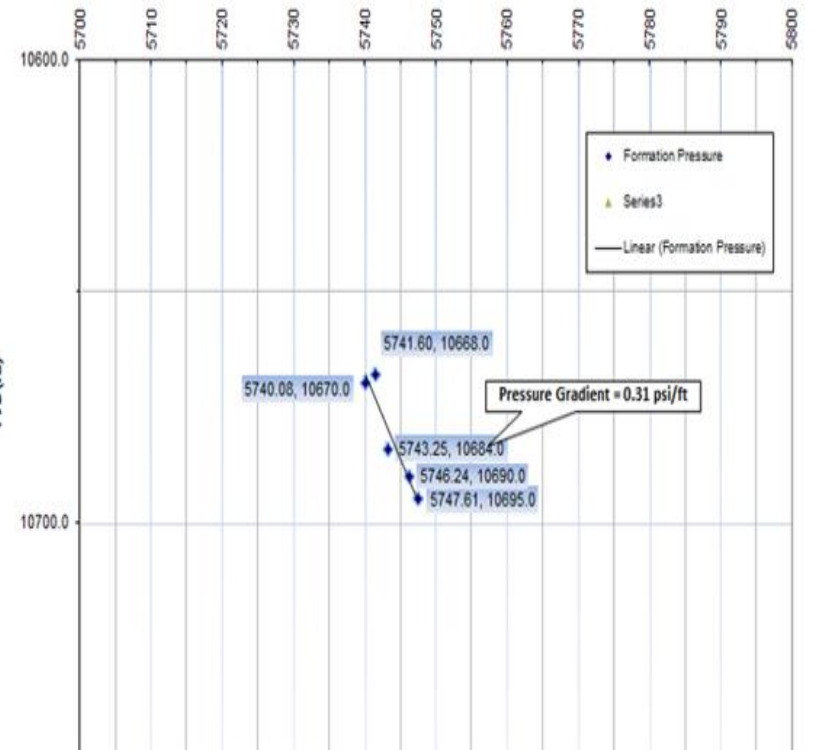 5700 5710 5720 5730 5740 5750 5760 5770 5780 5790 5800
10600.0
Formation Pressure
Series3
Linear (Formation Pressure)
5741.60, 10668.0
5740.08, 10670.0
Pressure Gradient = 0.31 psi/ft
5743.25, 10684.0
5746.24, 10690.0
5747.61, 10695.0
10700.0